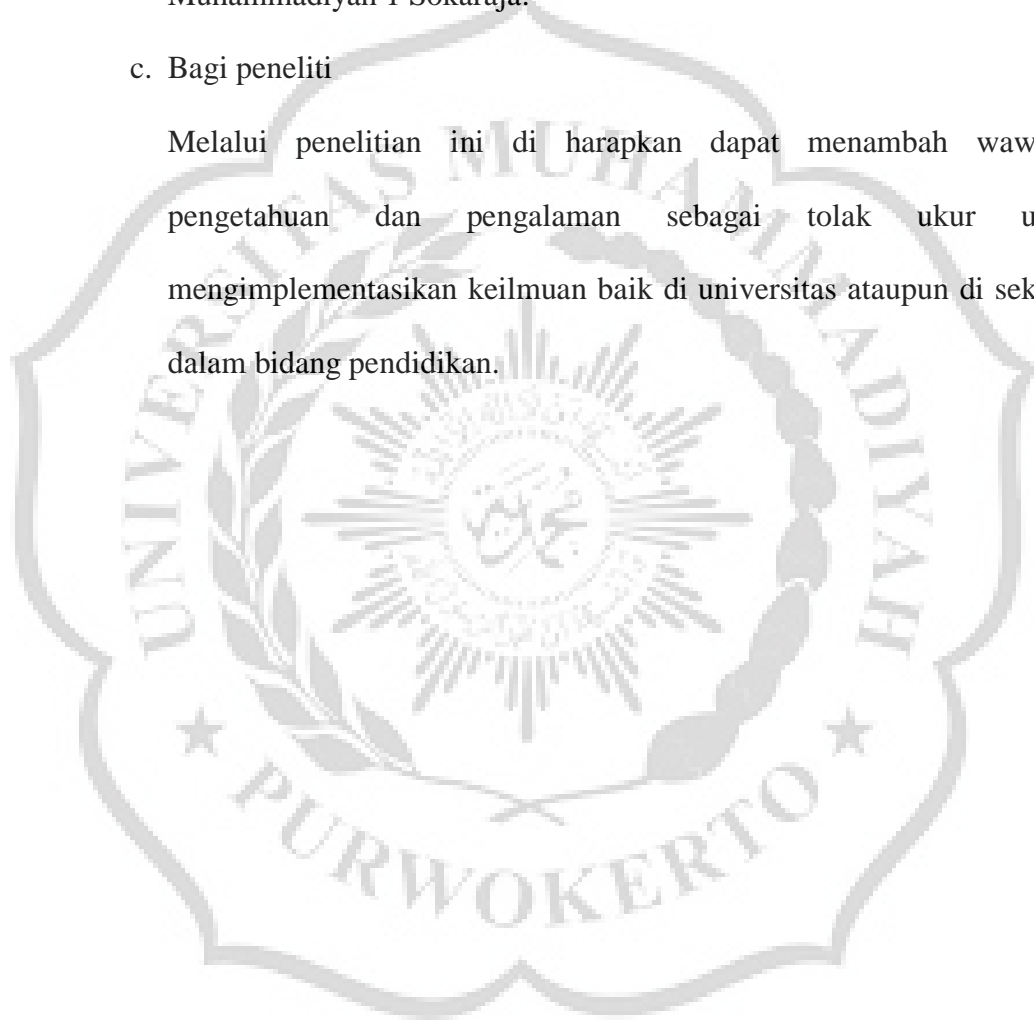 Muhammadiyah 1 Sokaraja.
c. Bagi peneliti
Melalui penelitian ini di harapkan dapat menambah waw
pengetahuan dan pengalaman sebagai tolak ukur u
mengimplementasikan keilmuan baik di universitas ataupun di sek
dalam bidang pendidikan.
UNIVERSITAS MUHAMMADIYAH
★ PURWOKERTO ★